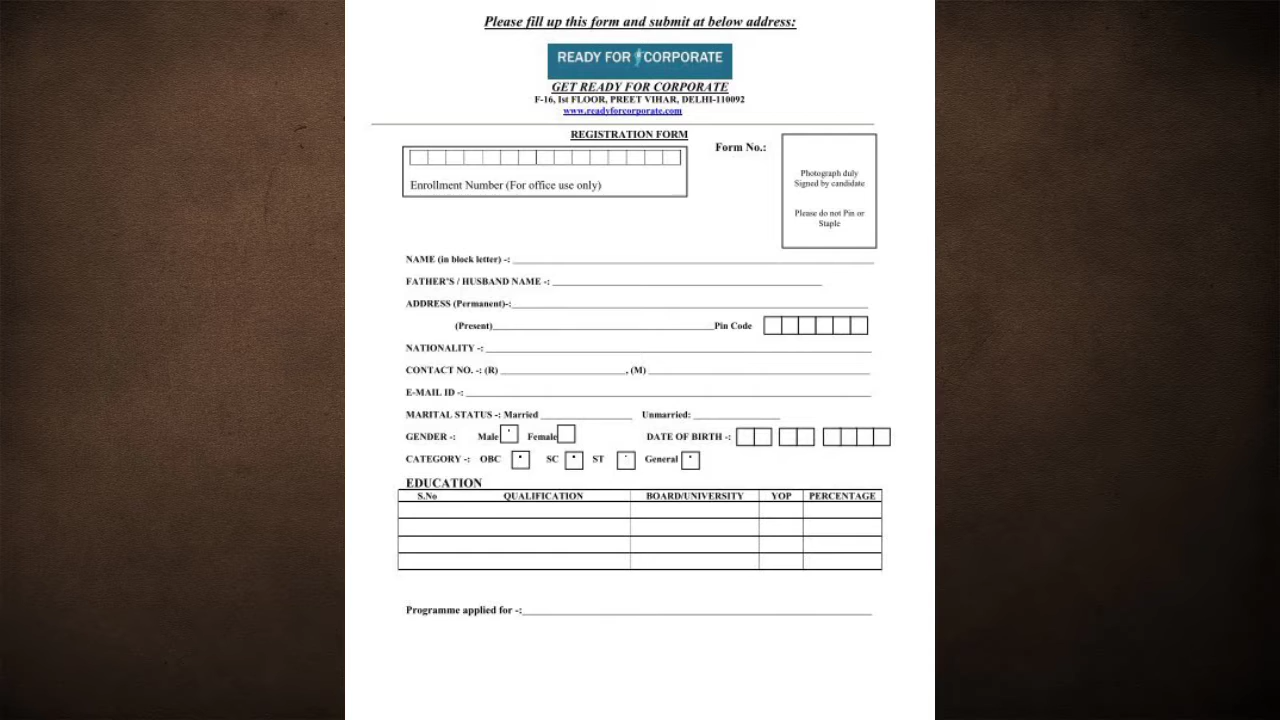 Please fill up this form and submit at below address:
READY FOR CORPORATE
GET READY FOR CORPORATE
F-16, Ist FLOOR, PREET VIHAR, DELHI-110092
www.readyforcorporate.com
REGISTRATION FORM
Form No.:
Enrollment Number (For office use only)
Photograph duly
Signed by candidate
Please do not Pin or
Staple
NAME (in block letter) -:
FATHER'S / HUSBAND NAME -:
ADDRESS (Permanent)-:
(Present) Pin Code
NATIONALITY -:
CONTACT NO. -: (R) , (M)
E-MAIL ID -:
MARITAL STATUS -: Married Unmarried:
GENDER -: Male Female DATE OF BIRTH -:
CATEGORY -: OBC SC ST General
EDUCATION
S.No QUALIFICATION BOARD/UNIVERSITY YOP PERCENTAGE
Programme applied for -: